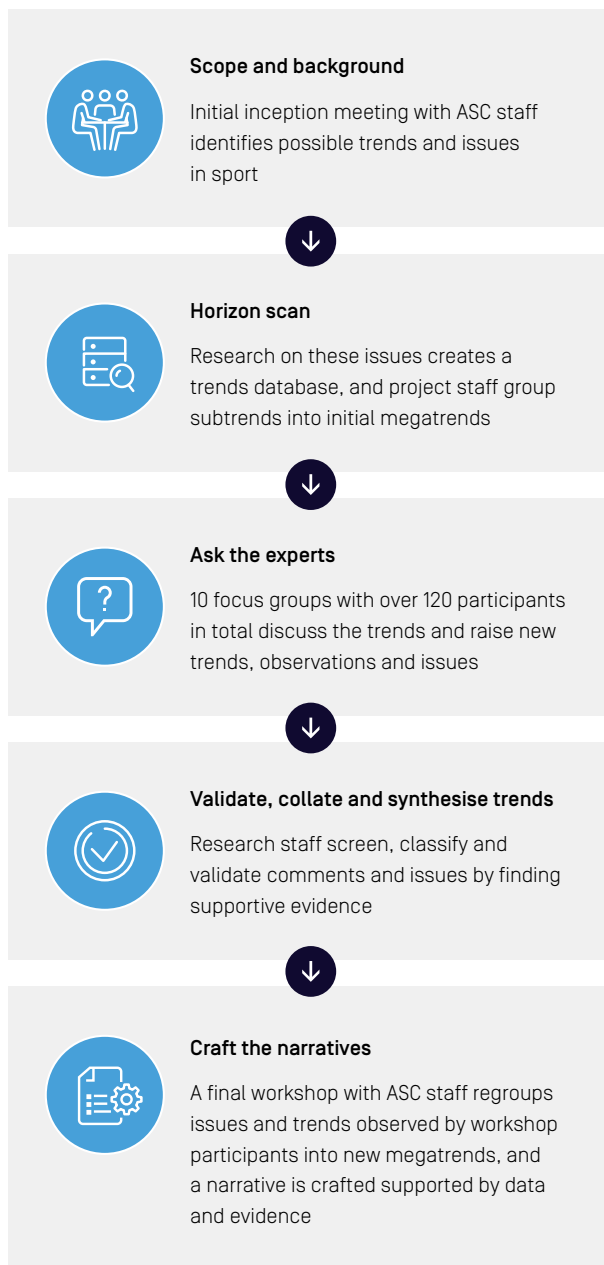 Scope and background
Initial inception meeting with ASC staff
identifies possible trends and issues
in sport
Horizon scan
Research on these issues creates a
trends database, and project staff group
subtrends into initial megatrends
Ask the experts
?
10 focus groups with over 120 participants
in total discuss the trends and raise new
trends, observations and issues
Validate, collate and synthesise trends
Research staff screen, classify and
validate comments and issues by finding
supportive evidence
Craft the narratives
A final workshop with ASC staff regroups
issues and trends observed by workshop
participants into new megatrends, and
a narrative is crafted supported by data
and evidence